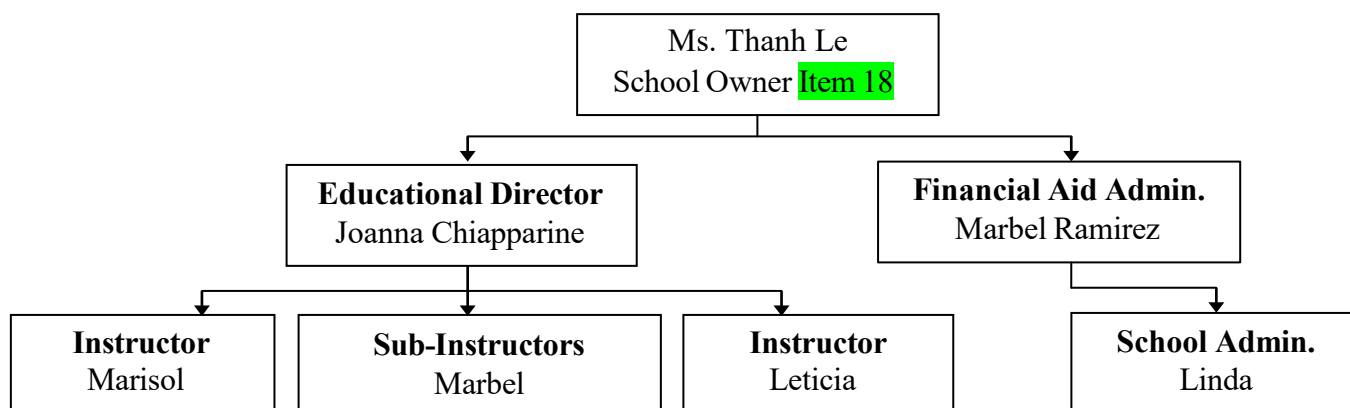 Ms. Thanh Le
School Owner Item 18
Educational Director
Joanna Chiapparine
Financial Aid Admin.
Marbel Ramirez
Instructor
Marisol
Sub-Instructors
Marbel
Instructor
Leticia
School Admin.
Linda